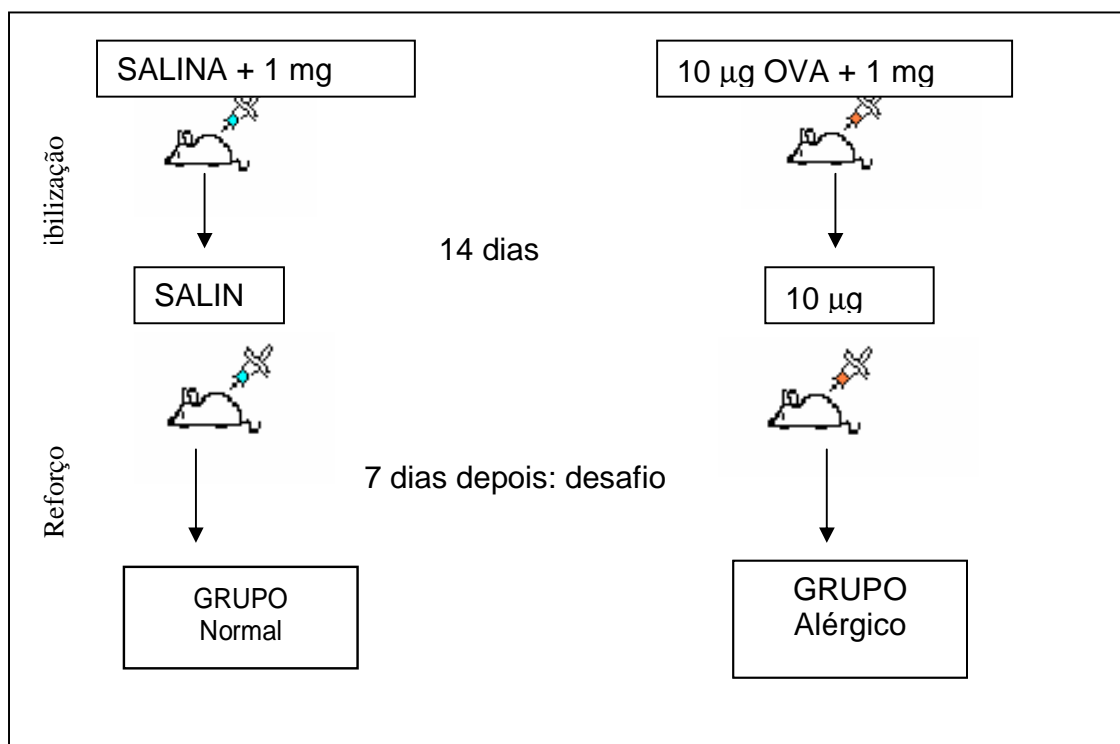 SALINA + 1 mg
10 µg OVA + 1 mg
ibilização
14 dias
SALIN
10 µg
Reforço
7 dias depois: desafio
GRUPO
Normal
GRUPO
Alérgico